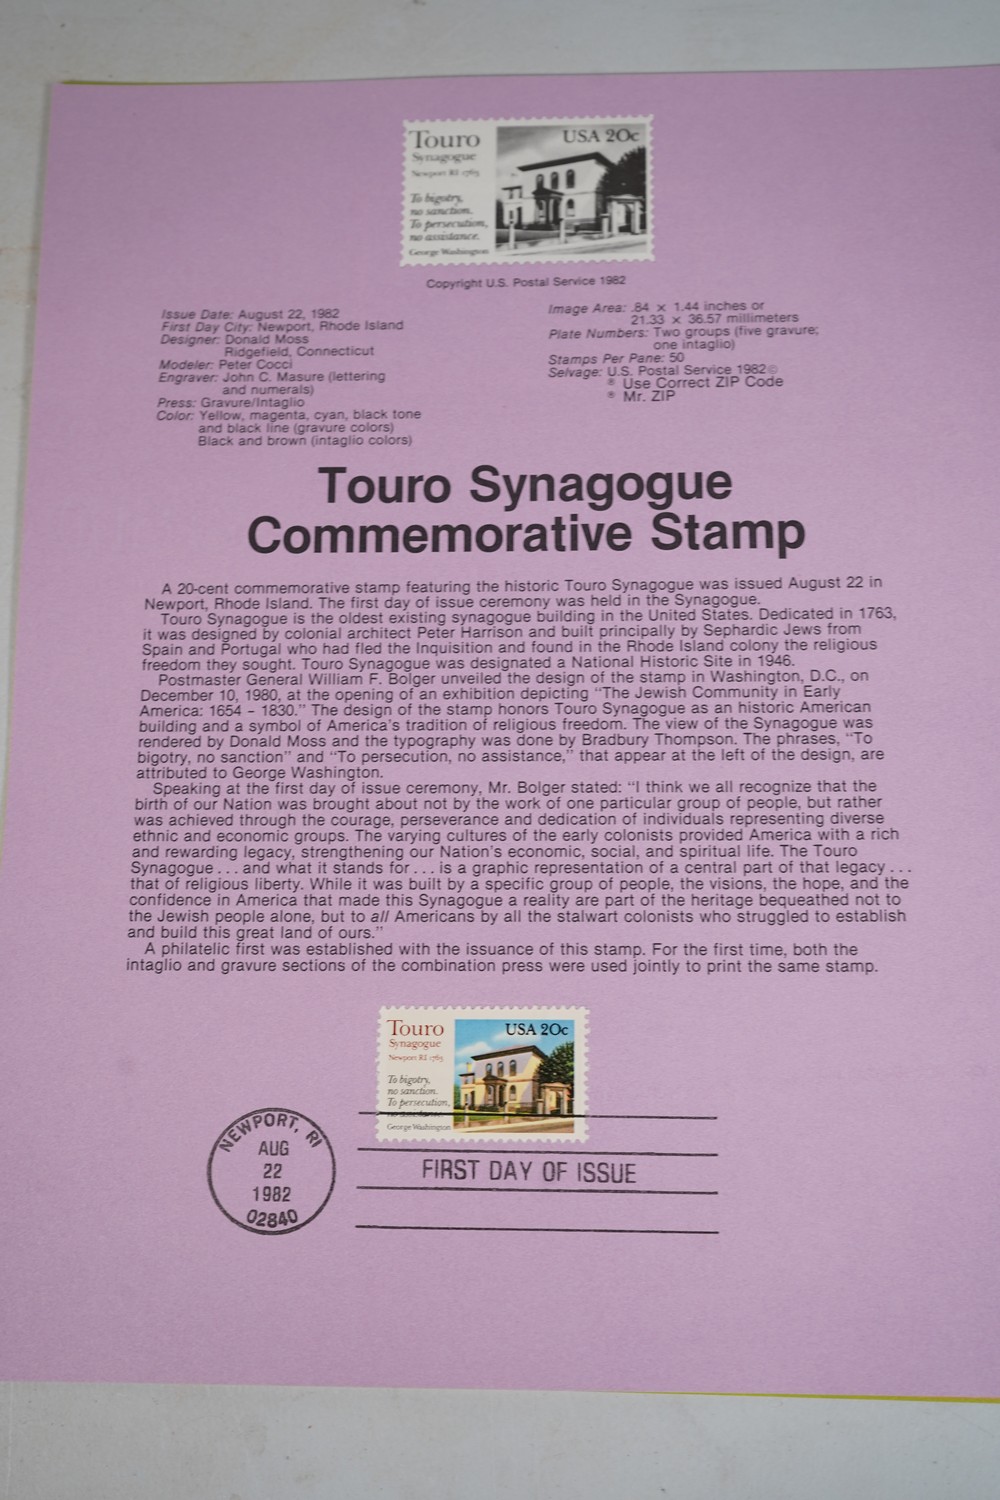 Touro
Synagogue
Newport RI 1763
To bigotry,
no sanction.
To persecution,
no assistance.
George Washington
USA 20c
Copyright U.S. Postal Service 1982
Issue Date: August 22, 1982
First Day City: Newport, Rhode Island
Designer: Donald Moss
Ridgefield, Connecticut
Modeler: Peter Cocci
Engraver: John C. Masure (lettering
and numerals)
Press: Gravure/Intaglio
Color: Yellow, magenta, cyan, black tone
and black line (gravure colors)
Black and brown (intaglio colors)
Image Area: .84 × 1.44 inches or
21.33 × 36.57 millimeters
Plate Numbers: Two groups (five gravure;
one intaglio)
Stamps Per Pane: 50
Selvage: U.S. Postal Service 1982©
® Use Correct ZIP Code
® Mr. ZIP
Touro Synagogue
Commemorative Stamp
A 20-cent commemorative stamp featuring the historic Touro Synagogue was issued August 22 in
Newport, Rhode Island. The first day of issue ceremony was held in the Synagogue.
Touro Synagogue is the oldest existing synagogue building in the United States. Dedicated in 1763,
it was designed by colonial architect Peter Harrison and built principally by Sephardic Jews from
Spain and Portugal who had fled the Inquisition and found in the Rhode Island colony the religious
freedom they sought. Touro Synagogue was designated a National Historic Site in 1946.
Postmaster General William F. Bolger unveiled the design of the stamp in Washington, D.C., on
December 10, 1980, at the opening of an exhibition depicting "The Jewish Community in Early
America: 1654 – 1830." The design of the stamp honors Touro Synagogue as an historic American
building and a symbol of America's tradition of religious freedom. The view of the Synagogue was
rendered by Donald Moss and the typography was done by Bradbury Thompson. The phrases, "To
bigotry, no sanction" and "To persecution, no assistance," that appear at the left of the design, are
attributed to George Washington.
Speaking at the first day of issue ceremony, Mr. Bolger stated: "I think we all recognize that the
birth of our Nation was brought about not by the work of one particular group of people, but rather
was achieved through the courage, perseverance and dedication of individuals representing diverse
ethnic and economic groups. The varying cultures of the early colonists provided America with a rich
and rewarding legacy, strengthening our Nation's economic, social, and spiritual life. The Touro
Synagogue . . . and what it stands for . . . is a graphic representation of a central part of that legacy . . .
that of religious liberty. While it was built by a specific group of people, the visions, the hope, and the
confidence in America that made this Synagogue a reality are part of the heritage bequeathed not to
the Jewish people alone, but to all Americans by all the stalwart colonists who struggled to establish
and build this great land of ours."
A philatelic first was established with the issuance of this stamp. For the first time, both the
intaglio and gravure sections of the combination press were used jointly to print the same stamp.
Touro
Synagogue
Newport RI 1763
To bigotry,
no sanction.
To persecution,
no assistance.
George Washington
USA 20c
NEWPORT, RI
AUG
22
1982
02840
FIRST DAY OF ISSUE